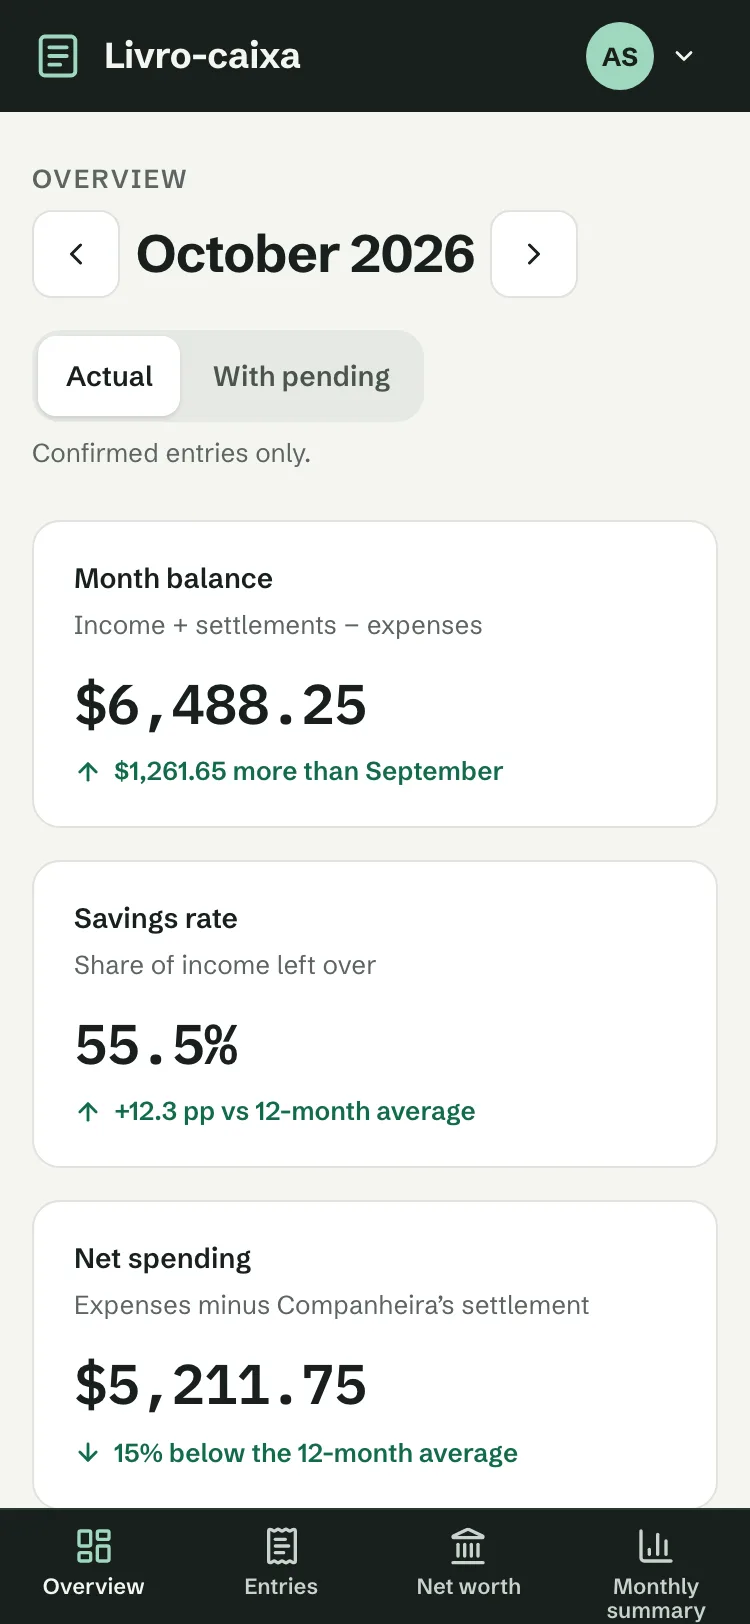 Livro-caixa
AS
OVERVIEW
October 2026
Actual
With pending
Confirmed entries only.
Month balance
Income + settlements − expenses
$6,488.25
↑ $1,261.65 more than September
Savings rate
Share of income left over
55.5%
↑ +12.3 pp vs 12-month average
Net spending
Expenses minus Companheira’s settlement
$5,211.75
↓ 15% below the 12-month average
Overview
Entries
Net worth
Monthly
summary